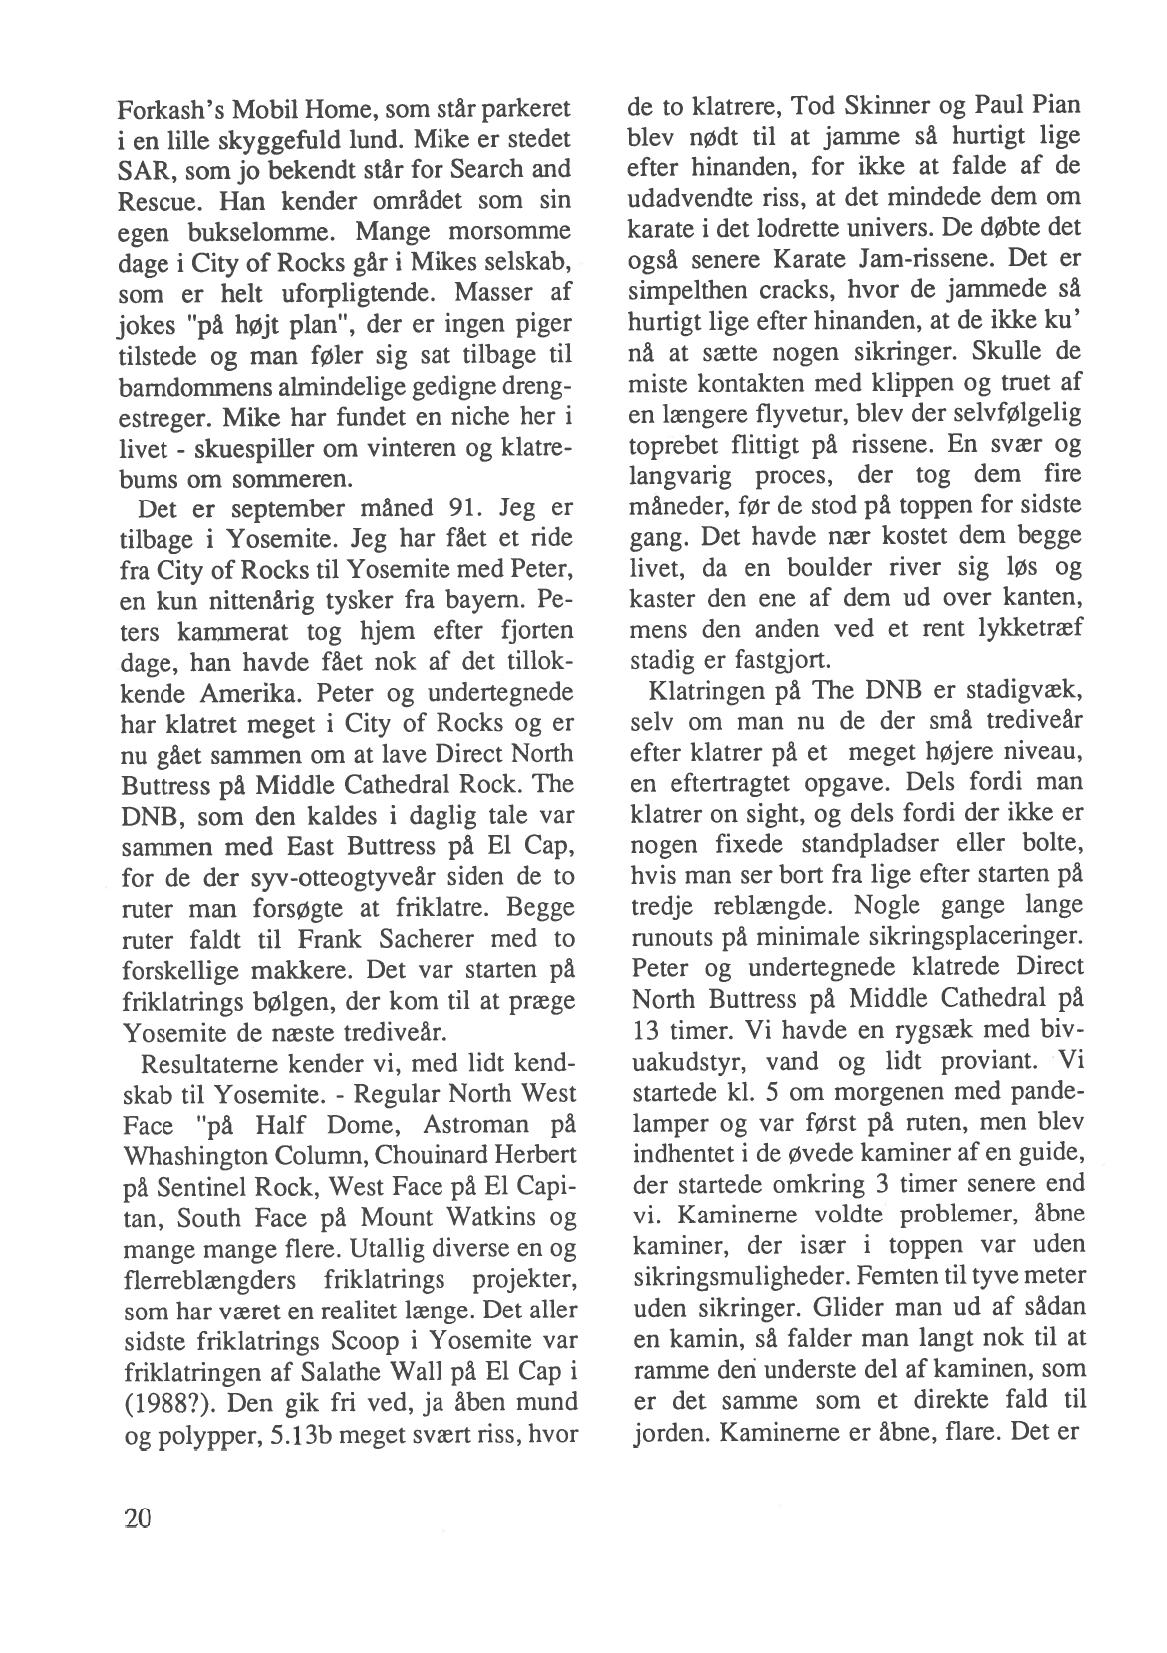 Forkash's Mobil Home, som står parkeret
i en lille skyggefuld lund. Mike er stedet
SAR, som jo bekendt står for Search and
Rescue. Han kender området som sin
egen bukselomme. Mange morsomme
dage i City of Rocks går i Mikes selskab,
som er helt uforpligtende. Masser af
jokes "på højt plan", der er ingen piger
tilstede og man føler sig sat tilbage til
barndommens almindelige gedigne dreng-
estreger. Mike har fundet en niche her i
livet - skuespiller om vinteren og klatre-
bums om sommeren.
Det er september måned 91. Jeg er
tilbage i Yosemite. Jeg har fået et ride
fra City of Rocks til Yosemite med Peter,
en kun nittenårig tysker fra bayern. Pe-
ters kammerat tog hjem efter fjorten
dage, han havde fået nok af det tillok-
kende Amerika. Peter og undertegnede
har klatret meget i City of Rocks og er
nu gået sammen om at lave Direct North
Buttress på Middle Cathedral Rock. The
DNB, som den kaldes i daglig tale var
sammen med East Buttress på El Cap,
for de der syv-otteogtyveår siden de to
ruter man forsøgte at friklatre. Begge
ruter faldt til Frank Sacherer med to
forskellige makkere. Det var starten på
friklatrings bølgen, der kom til at præge
Yosemite de næste trediveår.
Resultaterne kender vi, med lidt kend-
skab til Yosemite. - Regular North West
Face "på Half Dome, Astroman på
Whashington Column, Chouinard Herbert
på Sentinel Rock, West Face på El Capi-
tan, South Face på Mount Watkins og
mange mange flere. Utallig diverse en og
flerreblængders friklatrings projekter,
som har været en realitet længe. Det aller
sidste friklatrings Scoop i Yosemite var
friklatringen af Salathe Wall på El Cap i
(1988?). Den gik fri ved, ja åben mund
og polypper, 5.13b meget svært riss, hvor
de to klatrere, Tod Skinner og Paul Pian
blev nødt til at jamme så hurtigt lige
efter hinanden, for ikke at falde af de
udadvendte riss, at det mindede dem om
karate i det lodrette univers. De døbte det
også senere Karate Jam-rissene. Det er
simpelthen cracks, hvor de jammede så
hurtigt lige efter hinanden, at de ikke ku'
nå at sætte nogen sikringer. Skulle de
miste kontakten med klippen og truet af
en længere flyvetur, blev der selvfølgelig
toprebet flittigt på rissene. En svær og
langvarig proces, der tog dem fire
måneder, før de stod på toppen for sidste
gang. Det havde nær kostet dem begge
livet, da en boulder river sig løs og
kaster den ene af dem ud over kanten,
mens den anden ved et rent lykketræf
stadig er fastgjort.
Klatringen på The DNB er stadigvæk,
selv om man nu de der små trediveår
efter klatrer på et meget højere niveau,
en eftertragtet opgave. Dels fordi man
klatrer on sight, og dels fordi der ikke er
nogen fixede standpladser eller bolte,
hvis man ser bort fra lige efter starten på
tredje reblængde. Nogle gange lange
runouts på minimale sikringsplaceringer.
Peter og undertegnede klatrede Direct
North Buttress på Middle Cathedral på
13 timer. Vi havde en rygsæk med biv-
uakudstyr, vand og lidt proviant. Vi
startede kl. 5 om morgenen med pande-
lamper og var først på ruten, men blev
indhentet i de øvede kaminer af en guide,
der startede omkring 3 timer senere end
vi. Kaminerne voldte problemer, åbne
kaminer, der især i toppen var uden
sikringsmuligheder. Femten til tyve meter
uden sikringer. Glider man ud af sådan
en kamin, så falder man langt nok til at
ramme den underste del af kaminen, som
er det samme som et direkte fald til
jorden. Kaminerne er åbne, flare. Det er
20